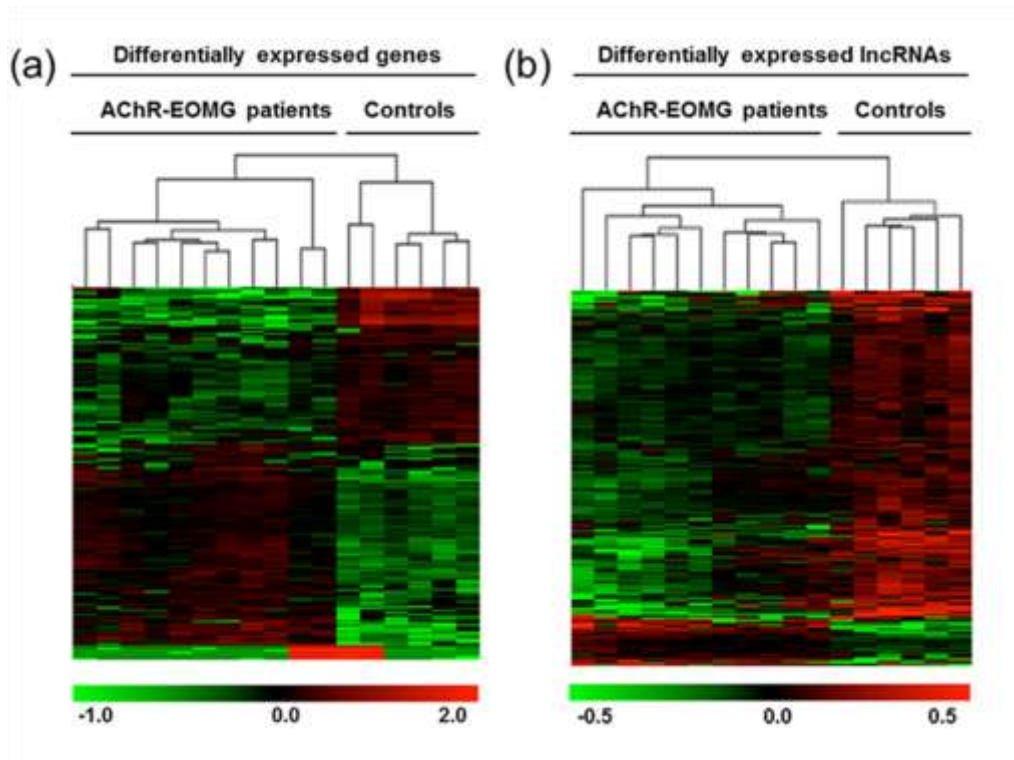 (a)
Differentially expressed genes
AChR-EOMG patients
Controls
-1.0
0.0
2.0
(b)
Differentially expressed lncRNAs
AChR-EOMG patients
Controls
-0.5
0.0
0.5